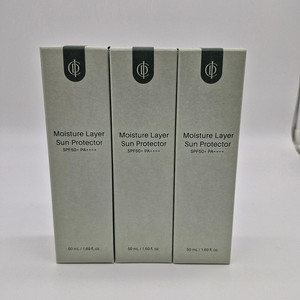 Moisture Layer
Sun Protector
SPF50+ PA++++
50 mL / 1.69 fl. oz
Moisture Layer
Sun Protector
SPF50+ PA++++
50 mL / 1.69 fl. oz
Moisture Layer
Sun Protector
SPF50+ PA++++
50 mL / 1.69 fl. oz